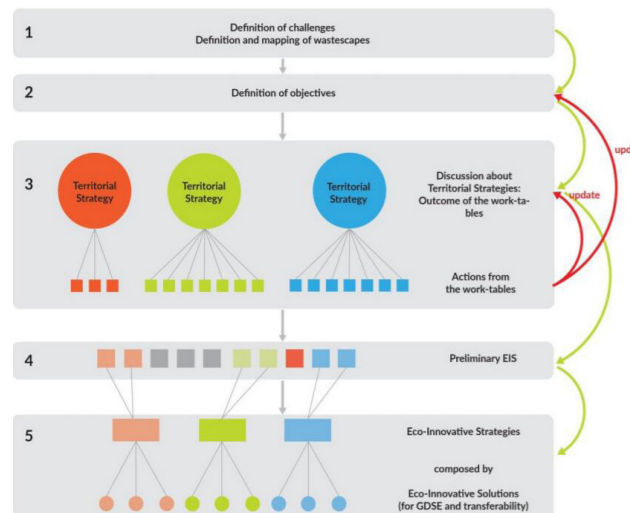 1
Definition of challenges
Definition and mapping of wastescapes
2
Definition of objectives
3
Territorial
Strategy
Territorial
Strategy
Territorial
Strategy
Discussion about
Territorial Strategies:
Outcome of the work-ta-
bles
update
Actions from
the work-tables
4
Preliminary EIS
5
Eco-Innovative Strategies
composed by
Eco-Innovative Solutions
(for GDSE and transferability)